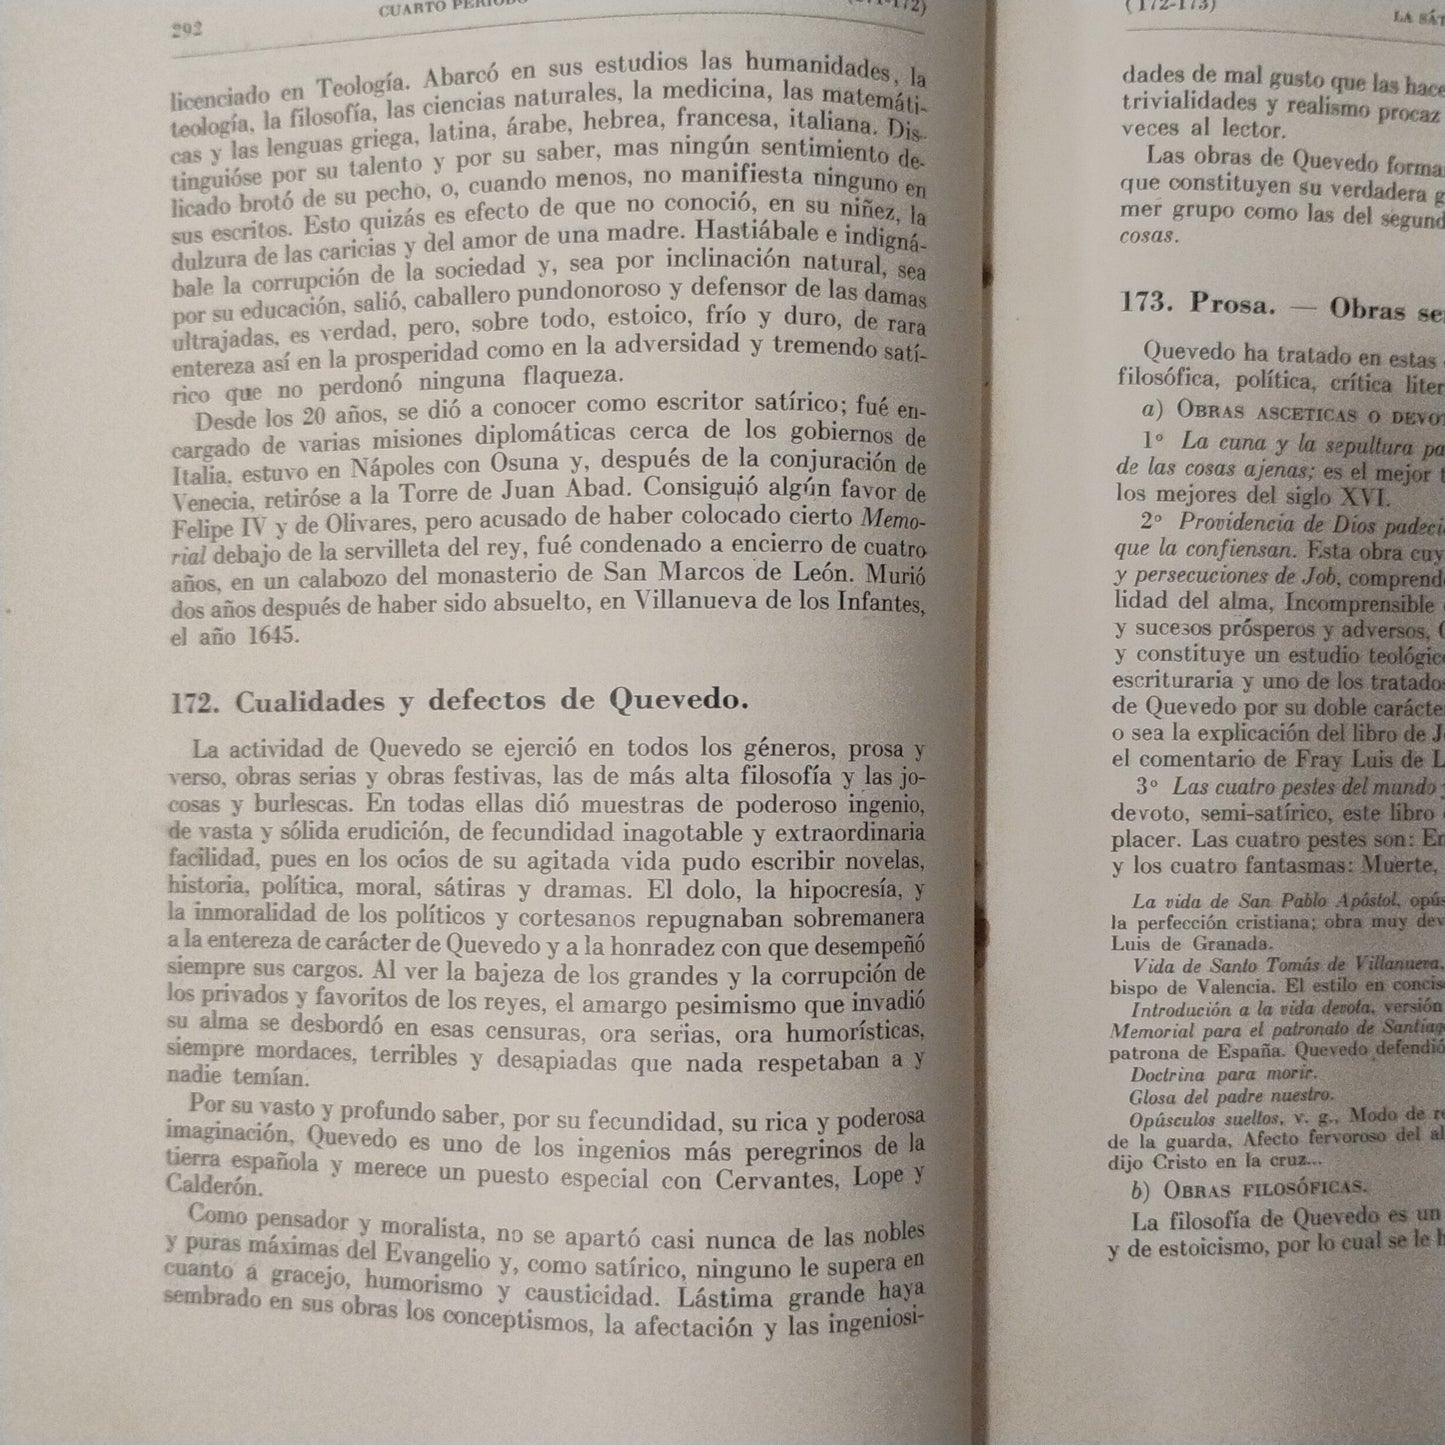 292
CUARTO PERIODO
licenciado en Teología. Abarcó en sus estudios las humanidades, la
teología, la filosofía, las ciencias naturales, la medicina, las matemáti-
cas y las lenguas griega, latina, árabe, hebrea, francesa, italiana. Dis-
tinguióse por su talento y por su saber, mas ningún sentimiento de-
licado brotó de su pecho, o, cuando menos, no manifiesta ninguno en
sus escritos. Esto quizás es efecto de que no conoció, en su niñez, la
dulzura de las caricias y del amor de una madre. Hastiábale e indigná-
bale la corrupción de la sociedad y, sea por inclinación natural, sea
por su educación, salió, caballero pundonoroso y defensor de las damas
ultrajadas, es verdad, pero, sobre todo, estoico, frío y duro, de rara
entereza así en la prosperidad como en la adversidad y tremendo satí-
rico que no perdonó ninguna flaqueza.
Desde los 20 años, se dió a conocer como escritor satírico; fué en-
cargado de varias misiones diplomáticas cerca de los gobiernos de
Italia, estuvo en Nápoles con Osuna y, después de la conjuración de
Venecia, retiróse a la Torre de Juan Abad. Consiguió algún favor de
Felipe IV y de Olivares, pero acusado de haber colocado cierto Memo-
rial debajo de la servilleta del rey, fué condenado a encierro de cuatro
años, en un calabozo del monasterio de San Marcos de León. Murió
dos años después de haber sido absuelto, en Villanueva de los Infantes,
el año 1645.
172. Cualidades y defectos de Quevedo.
La actividad de Quevedo se ejerció en todos los géneros, prosa y
verso, obras serias y obras festivas, las de más alta filosofía y las jo-
cosas y burlescas. En todas ellas dió muestras de poderoso ingenio,
de vasta y sólida erudición, de fecundidad inagotable y extraordinaria
facilidad, pues en los ocios de su agitada vida pudo escribir novelas,
historia, política, moral, sátiras y dramas. El dolo, la hipocresía, y
la inmoralidad de los políticos y cortesanos repugnaban sobremanera
a la entereza de carácter de Quevedo y a la honradez con que desempeñó
siempre sus cargos. Al ver la bajeza de los grandes y la corrupción de
los privados y favoritos de los reyes, el amargo pesimismo que invadió
su alma se desbordó en esas censuras, ora serias, ora humorísticas,
siempre mordaces, terribles y desapiadas que nada respetaban a y
nadie temían.
Por su vasto y profundo saber, por su fecundidad, su rica y poderosa
imaginación, Quevedo es uno de los ingenios más peregrinos de la
tierra española y merece un puesto especial con Cervantes, Lope y
Calderón.
Como pensador y moralista, no se apartó casi nunca de las nobles
y puras máximas del Evangelio y, como satírico, ninguno le supera en
cuanto a gracejo, humorismo y causticidad. Lástima grande haya
sembrado en sus obras los conceptismos, la afectación y las ingeniosi-
(172-173)
LA SÁT
dades de mal gusto que las hace
trivialidades y realismo procaz
veces al lector.
Las obras de Quevedo forma
que constituyen su verdadera g
mer grupo como las del segund
cosas.
173. Prosa. — Obras se
Quevedo ha tratado en estas
filosófica, política, crítica liter
a) OBRAS ASCETICAS O DEVOT
1° La cuna y la sepultura pa
de las cosas ajenas; es el mejor t
los mejores del siglo XVI.
2° Providencia de Dios padeci
que la confiensan. Esta obra cuy
y persecuciones de Job, comprend
lidad del alma, Incomprensible
y sucesos prósperos y adversos,
y constituye un estudio teológic
escrituraria y uno de los tratados
de Quevedo por su doble carácte
o sea la explicación del libro de J
el comentario de Fray Luis de L
3° Las cuatro pestes del mundo y
devoto, semi-satírico, este libro
placer. Las cuatro pestes son: En
y los cuatro fantasmas: Muerte,
La vida de San Pablo Apóstol, opús
la perfección cristiana; obra muy dev
Luis de Granada.
Vida de Santo Tomás de Villanueva,
bispo de Valencia. El estilo en concis
Introducción a la vida devota, versión
Memorial para el patronato de Santiag
patrona de España. Quevedo defendió
Doctrina para morir.
Glosa del padre nuestro.
Opúsculos sueltos, v. g., Modo de re
de la guarda, Afecto fervoroso del al
dijo Cristo en la cruz...
b) OBRAS FILOSÓFICAS.
La filosofía de Quevedo es un
y de estoicismo, por lo cual se le h